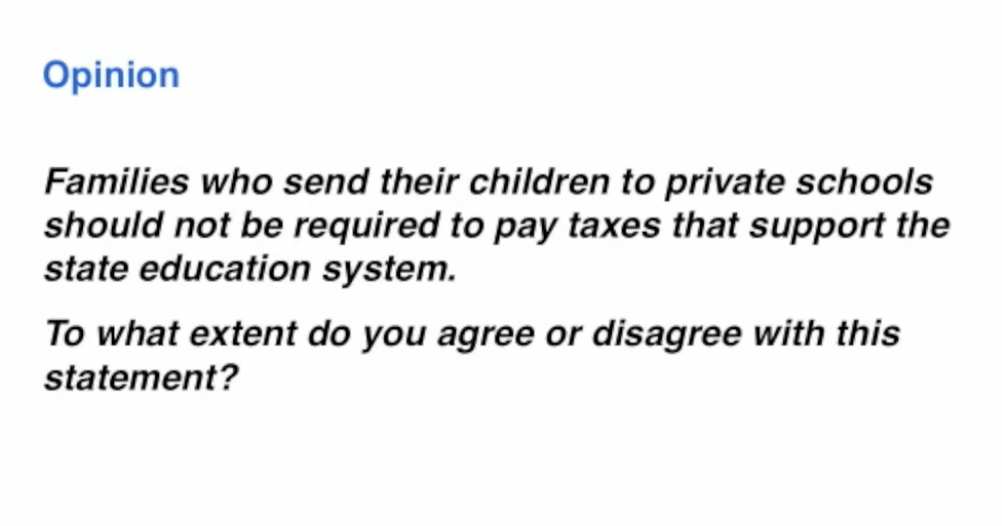 Opinion
Families who send their children to private schools
should not be required to pay taxes that support the
state education system.
To what extent do you agree or disagree with this
statement?